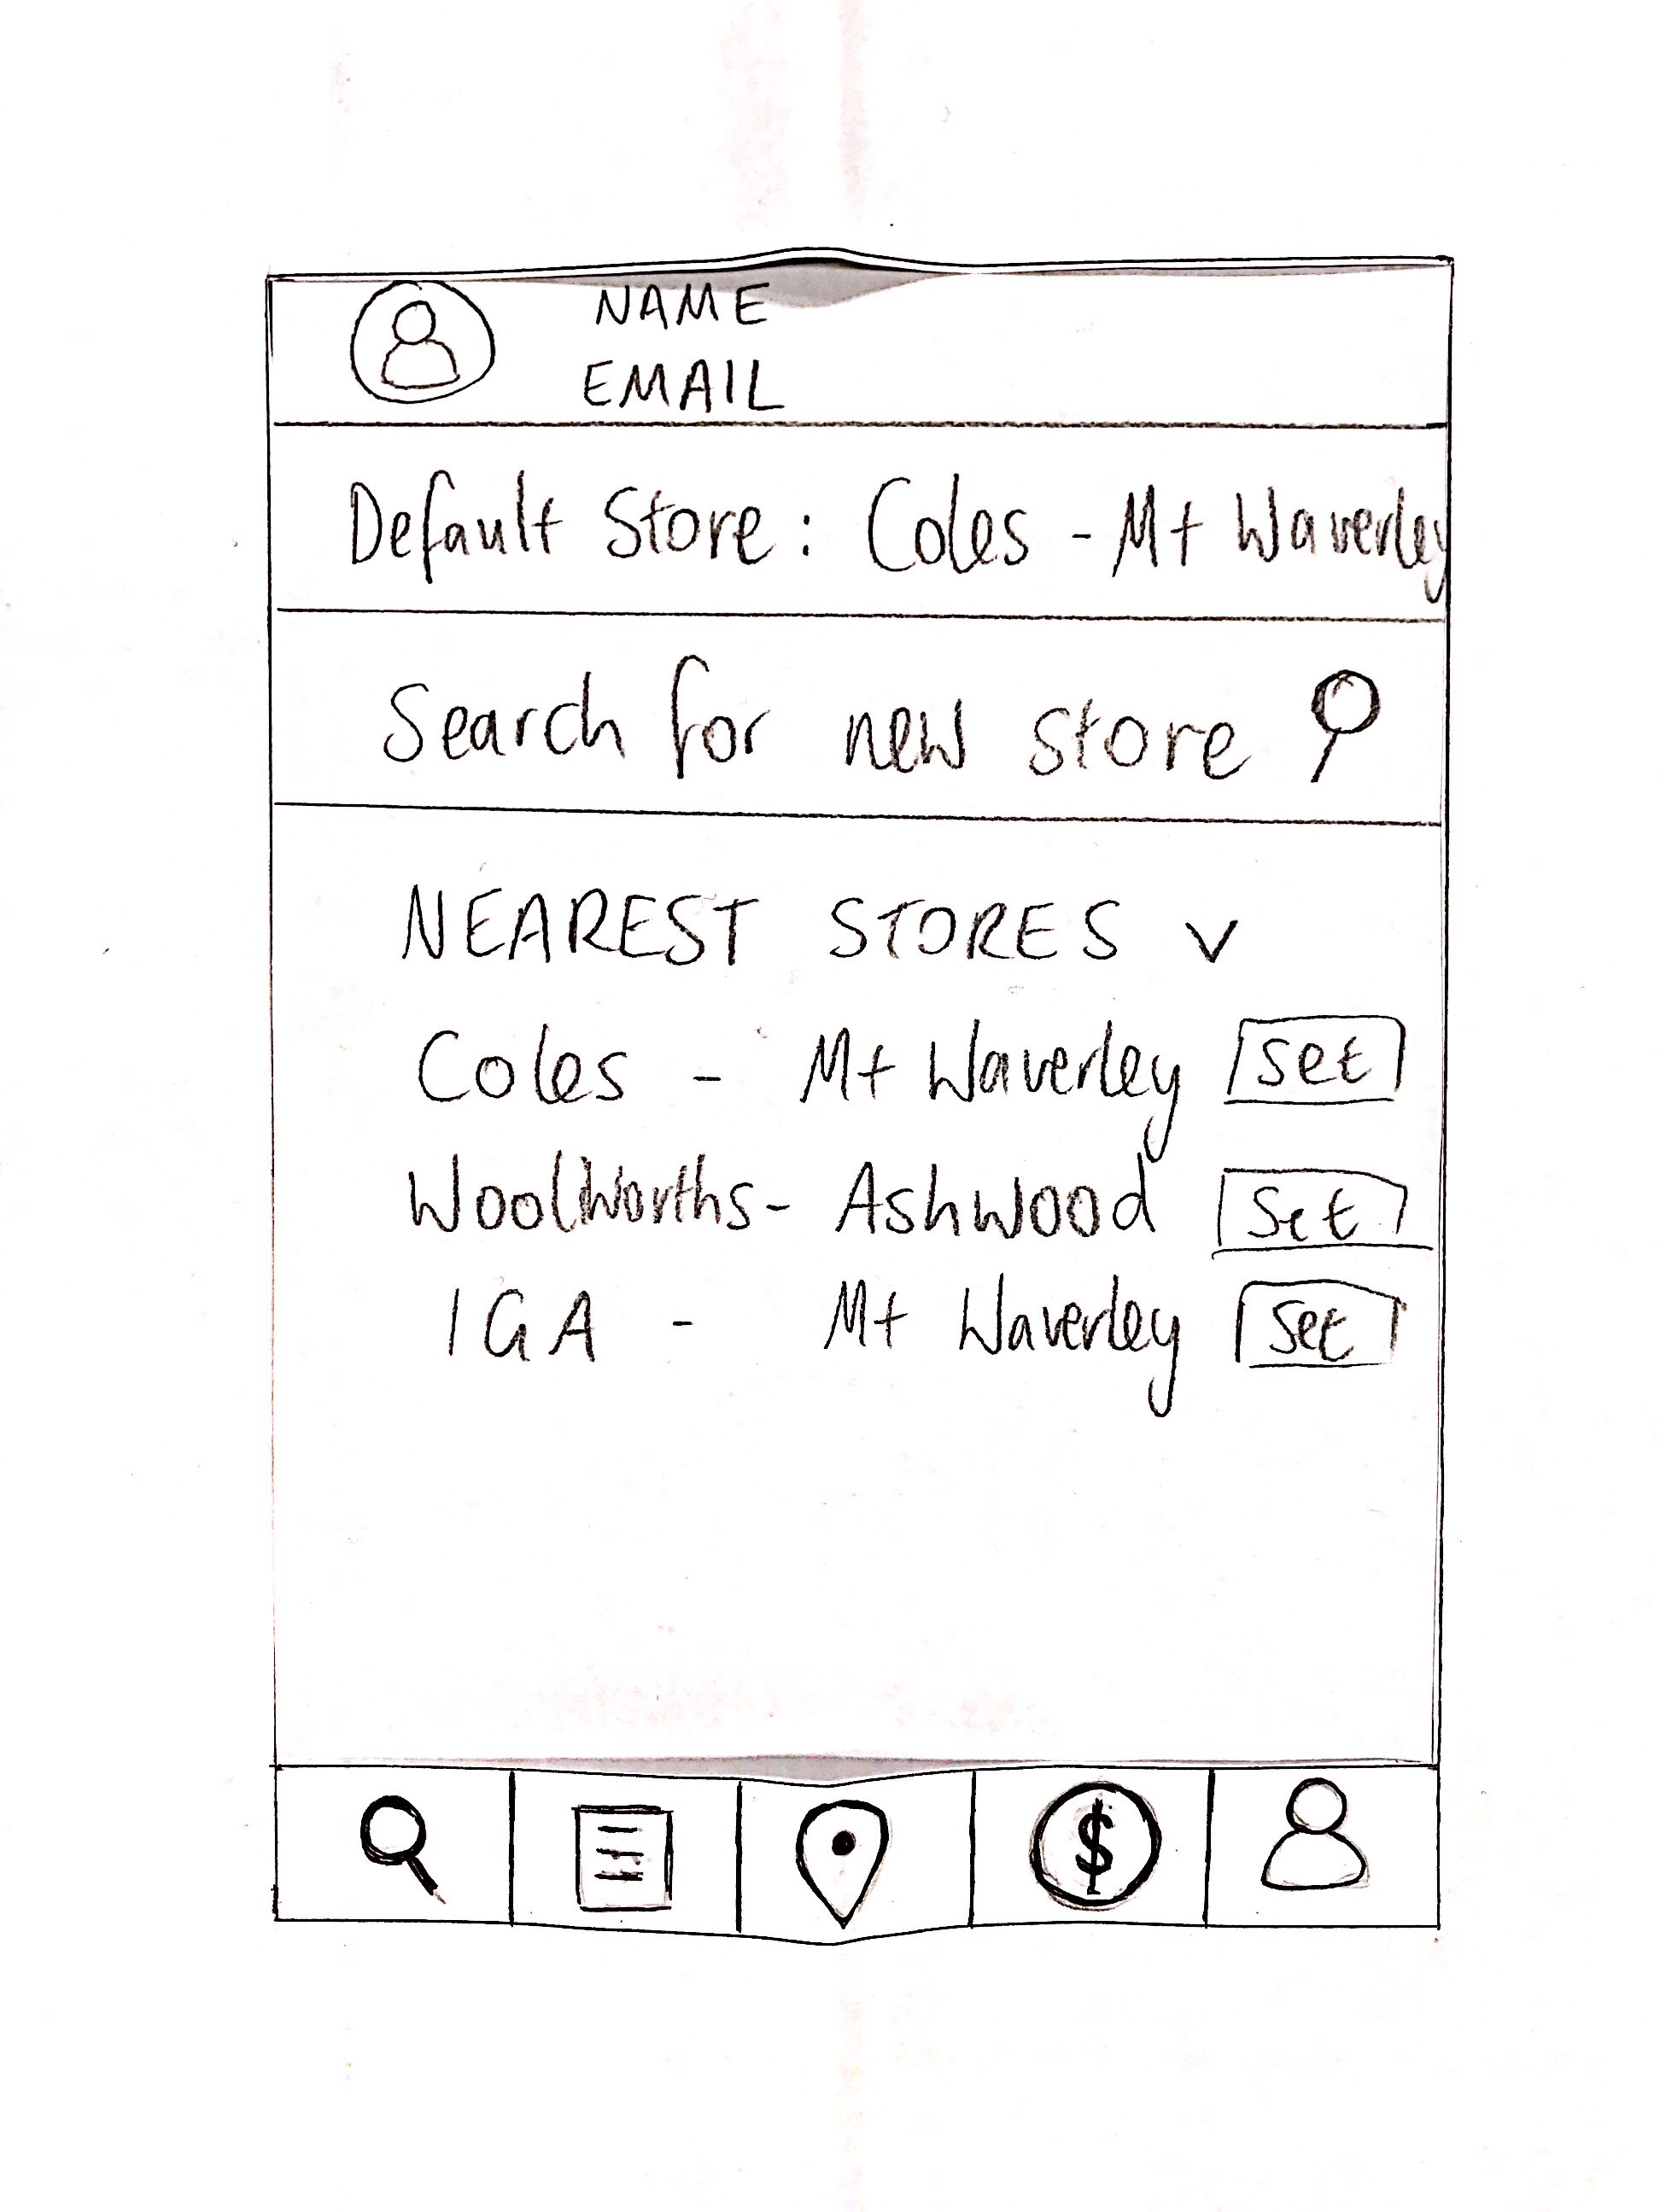 NAME
EMAIL
Default Store: Coles - Mt Waverley
Search for new store
NEAREST STORES v
Coles - Mt Waverley Set
Woolworths - Ashwood Set
IGA - Mt Waverley Set
$